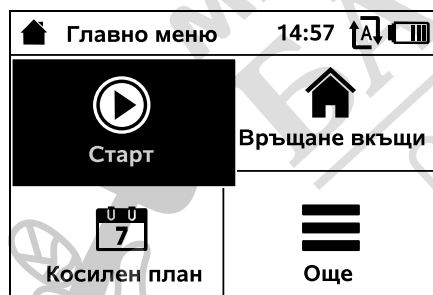 Главно меню 14:57 A
Старт
Връщане вкъщи
7
Косилен план
Още